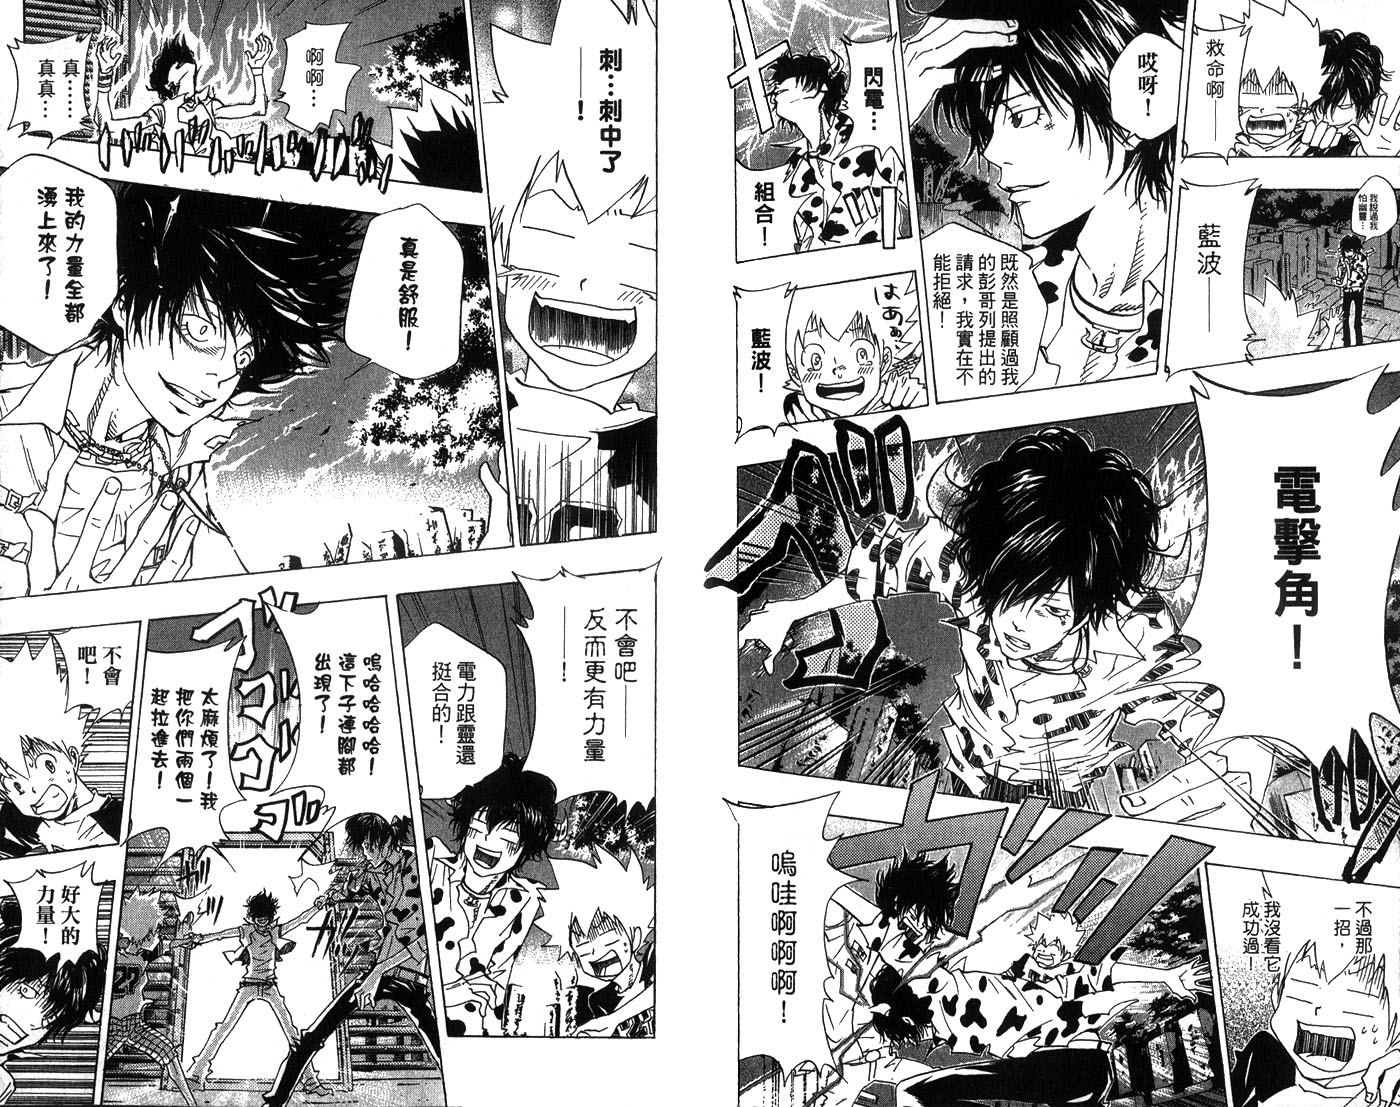 救命啊——
我說過我
怕幽靈…
藍波——
哎呀！
既然是照顧過我
的彭哥列提出的
請求，我實在不
能拒絕！
閃電…
組合！
はあぁ
藍波！
電擊角！
不過那
一招，
我沒看它
成功過！
嗚哇啊啊啊！
刺…刺中了
——！
啊啊…
真……
真真…
真是舒服！
我的力量全都
湧上來了！
不會吧——
反而更有力量
——！
電力跟靈還
挺合的！
嗚哈哈哈哈！
這下子連腳都
出現了！
ゴゴゴゴ
太麻煩了！我
把你們兩個一
起拉進去！
不會
吧！
好大的
力量！
27